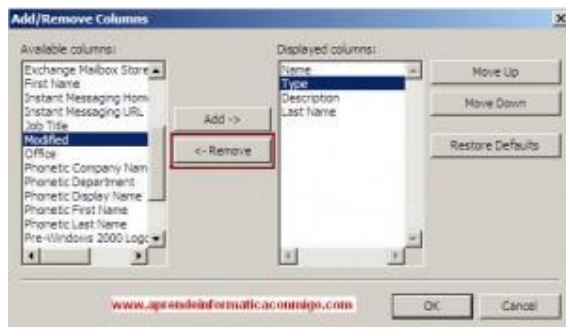 Add/Remove Columns
Available columns:
Exchange Mailbox Store
First Name
Instant Messaging Home
Instant Messaging URL
Job Title
Modified
Office
Phonetic Company Nam
Phonetic Department
Phonetic Display Name
Phonetic First Name
Phonetic Last Name
Pre-Windows 2000 Logo
Add ->
<- Remove
Displayed columns:
Name
Type
Description
Last Name
Move Up
Move Down
Restore Defaults
www.aprendeinformaticaconmigo.com
OK
Cancel